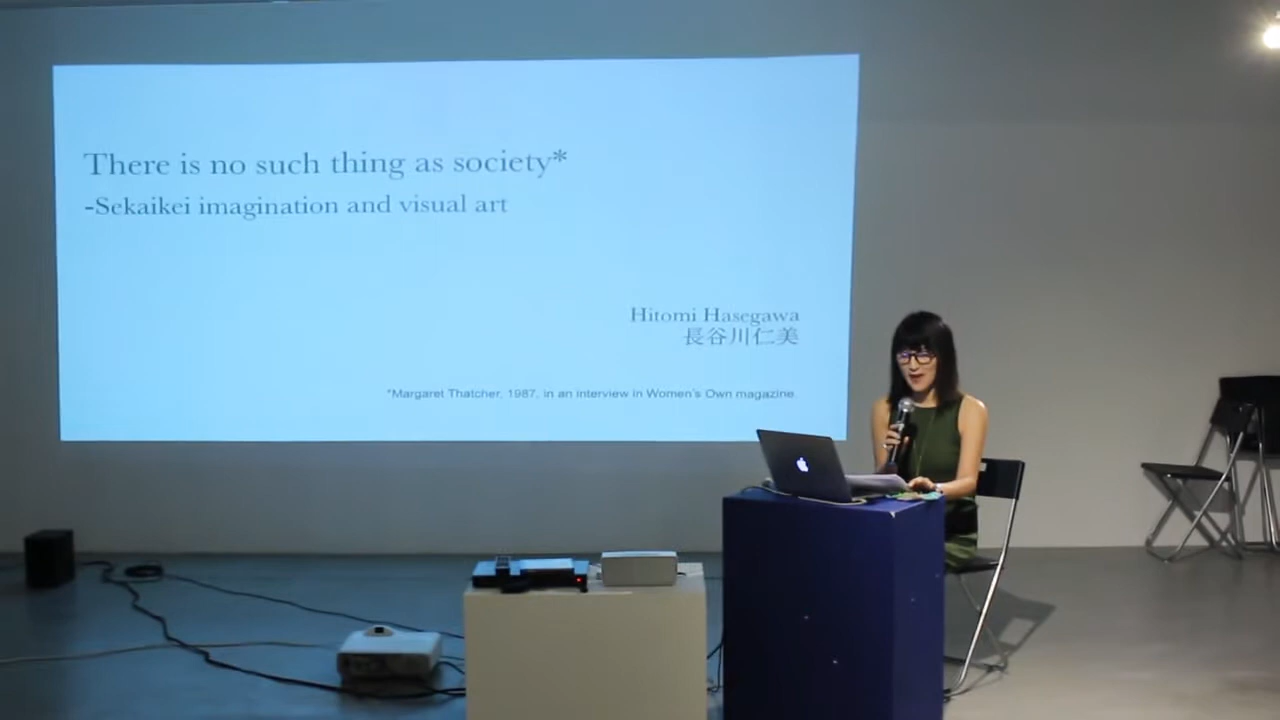 There is no such thing as society*
-Sekaikei imagination and visual art
Hitomi Hasegawa
長谷川仁美
*Margaret Thatcher, 1987, in an interview in Women's Own magazine.